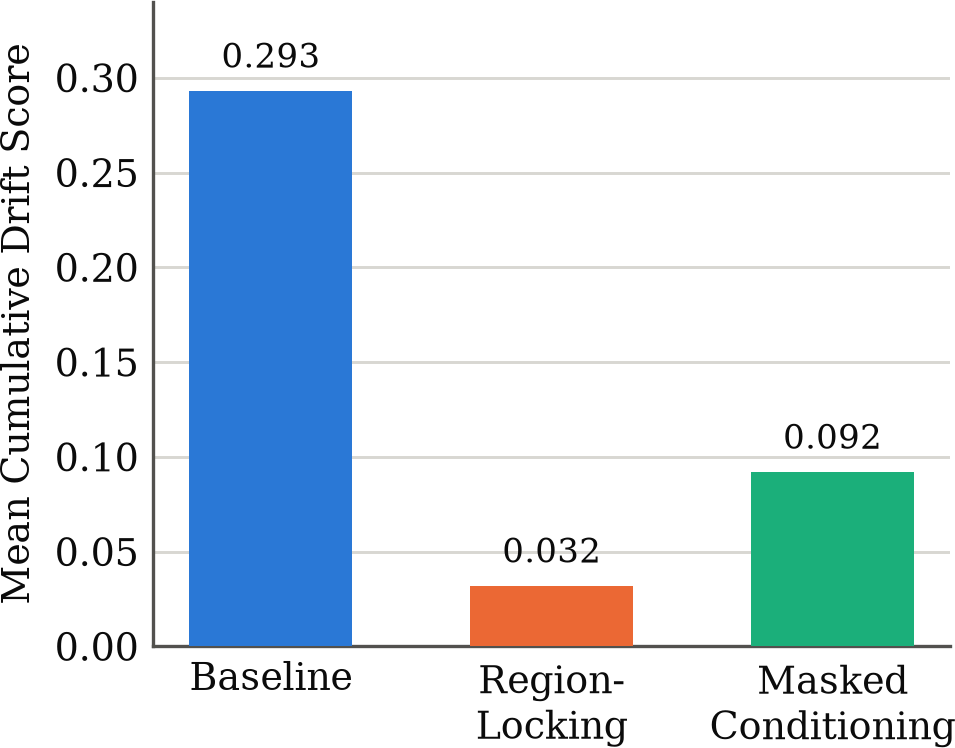 Mean Cumulative Drift Score
0.30
0.25
0.20
0.15
0.10
0.05
0.00
0.293
0.032
0.092
Baseline
Region-
Locking
Masked
Conditioning